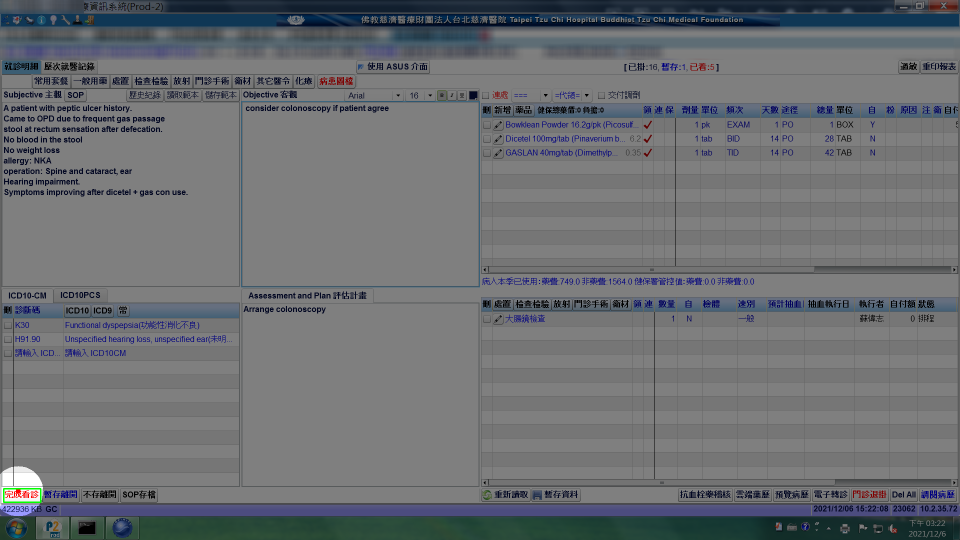 資訊系統(Prod-2)
佛教慈濟醫療財團法人台北慈濟醫院 Taipei Tzu Chi Hospital Buddhist Tzu Chi Medical Foundation
就診明細 歷次就醫記錄 使用 ASUS 介面 [已掛:16,暫存:1,已看:5] 過敏 重印報表
常用套餐 一般用藥 處置 檢查檢驗 放射 門診手術 衛材 其它醫令 化療 病患圖檔
Subjective 主觀 SOP 歷史紀錄 讀取範本 儲存範本
A patient with peptic ulcer history.
Came to OPD due to frequent gas passage
stool at rectum sensation after defecation.
No blood in the stool
No weight loss
allergy: NKA
operation: Spine and cataract, ear
Hearing impairment.
Symptoms improving after dicetel + gas con use.
Objective 客觀 Arial 16 B I U
consider colonoscopy if patient agree
連處 === =代碼= 交付調劑
刪 新增 藥品 領 連 保 劑量 單位 頻次 天數 途徑 總量 單位 自 粉 原因 注 衛 自付
Bowklean Powder 16.2g/pk (Picosulf... 1 pk EXAM 1 PO 1 BOX Y
Dicetel 100mg/tab (Pinaverium b... 6.2 1 tab BID 14 PO 28 TAB N
GASLAN 40mg/tab (Dimethylp... 0.35 1 tab TID 14 PO 42 TAB N
病人本季已使用:藥費:749.0 非藥費:1564.0 健保署管控值:藥費:0.0 非藥費:0.0
ICD10-CM ICD10PCS
刪 診斷碼 ICD10 ICD9 常
K30 Functional dyspepsia(功能性消化不良)
H91.90 Unspecified hearing loss, unspecified ear(未明...
請輸入 ICD... 請輸入 ICD10CM
Assessment and Plan 評估計畫
Arrange colonoscopy
刪 處置 檢查檢驗 放射 門診手術 衛材 領 連 數量 自 檢體 速別 預計抽血 抽血執行日 執行者 自付額 狀態
大腸鏡檢查 1 N 一般 蘇偉志 0 排程
完成看診 暫存離開 不存離開 SOP存檔 重新讀取 暫存資料 抗血栓藥稽核 雲端藥歷 預覽病歷 電子轉診 門診退掛 Del All 調閱病歷
422936 KB GC 2021/12/06 15:22:08 23062 10.2.35.72
下午 03:22
2021/12/6